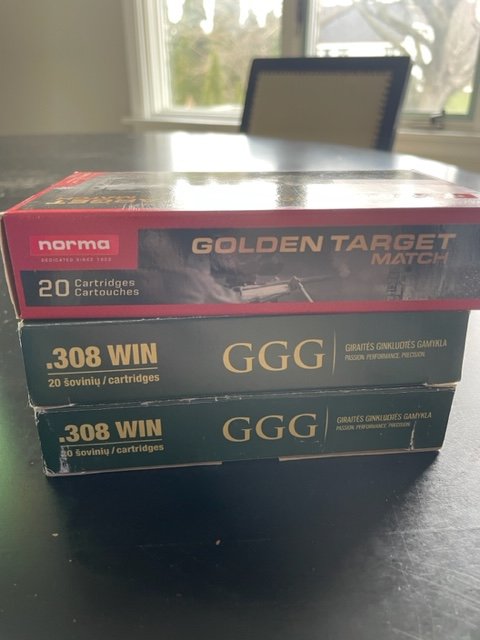 norma
DEDICATED SINCE 1902
GOLDEN TARGET
MATCH
20 Cartridges
Cartouches
.308 WIN
20 šovinių / cartridges
GGG
GIRAITĖS GINKLUOTĖS GAMYKLA
PASSION. PERFORMANCE. PRECISION.
.308 WIN
20 šovinių / cartridges
GGG
GIRAITĖS GINKLUOTĖS GAMYKLA
PASSION. PERFORMANCE. PRECISION.